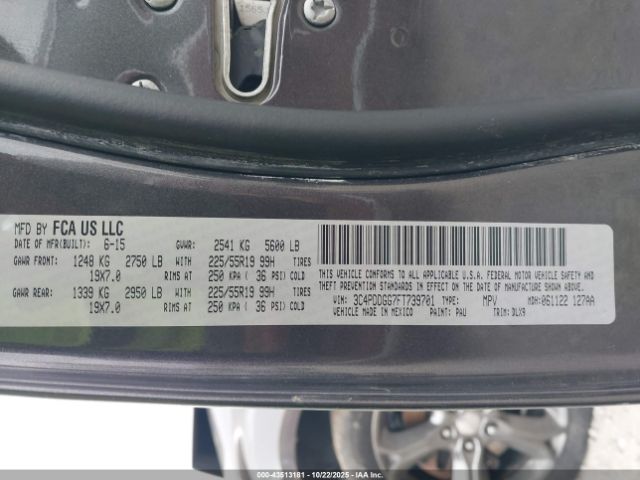 MFD BY FCA US LLC
DATE OF MFR(BUILT): 6-15 GVWR: 2541 KG 5600 LB
GAWR FRONT: 1248 KG 2750 LB WITH 225/55R19 99H TIRES
19X7.0 RIMS AT 250 KPA ( 36 PSI) COLD
GAWR REAR: 1339 KG 2950 LB WITH 225/55R19 99H TIRES
19X7.0 RIMS AT 250 KPA ( 36 PSI) COLD
THIS VEHICLE CONFORMS TO ALL APPLICABLE U.S.A. FEDERAL MOTOR VEHICLE SAFETY AND
THEFT PREVENTION STANDARDS IN EFFECT ON THE DATE OF MANUFACTURE SHOWN ABOVE.
VIN: 3C4PDDGG7FT739701 TYPE: MPV MDH: 061122 127AA
VEHICLE MADE IN MEXICO PAINT: PAU TRIM: DLX9
000-43513181 - 10/22/2025 - IAAI, Inc.